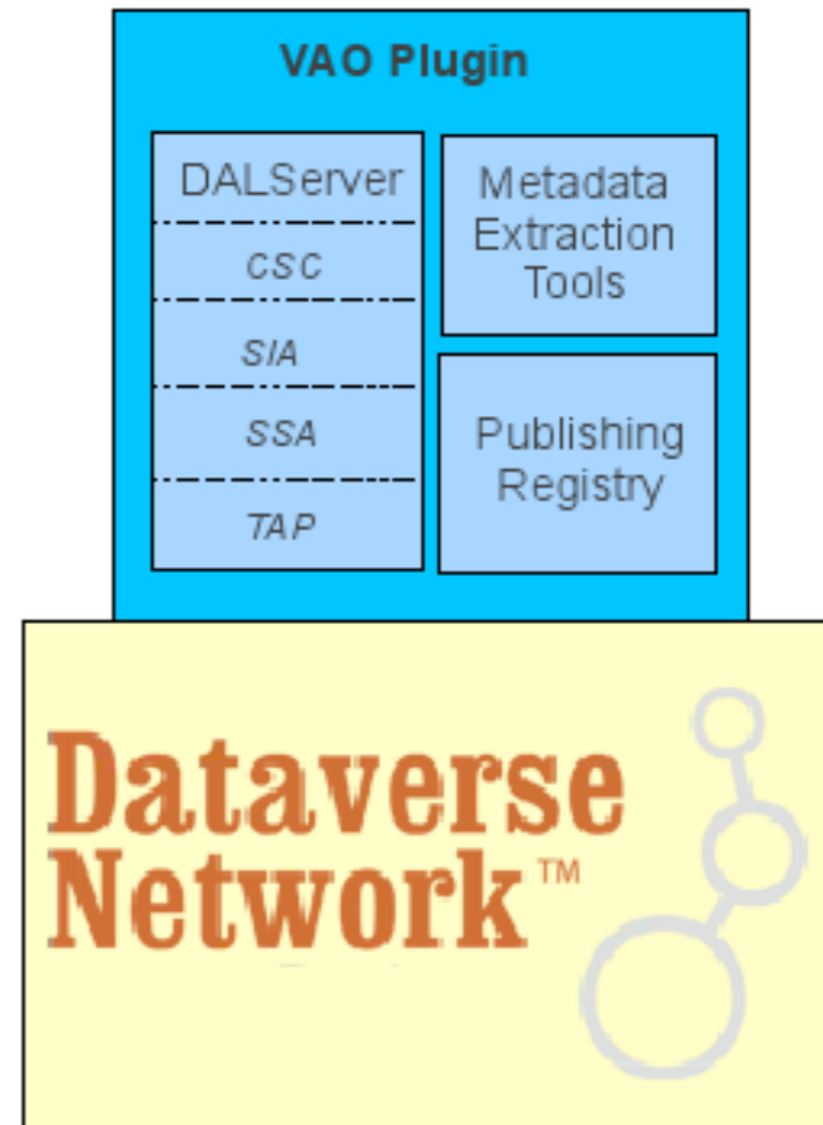 VAO Plugin
DALServer
CSC
SIA
SSA
TAP
Metadata
Extraction
Tools
Publishing
Registry
Dataverse
Network™